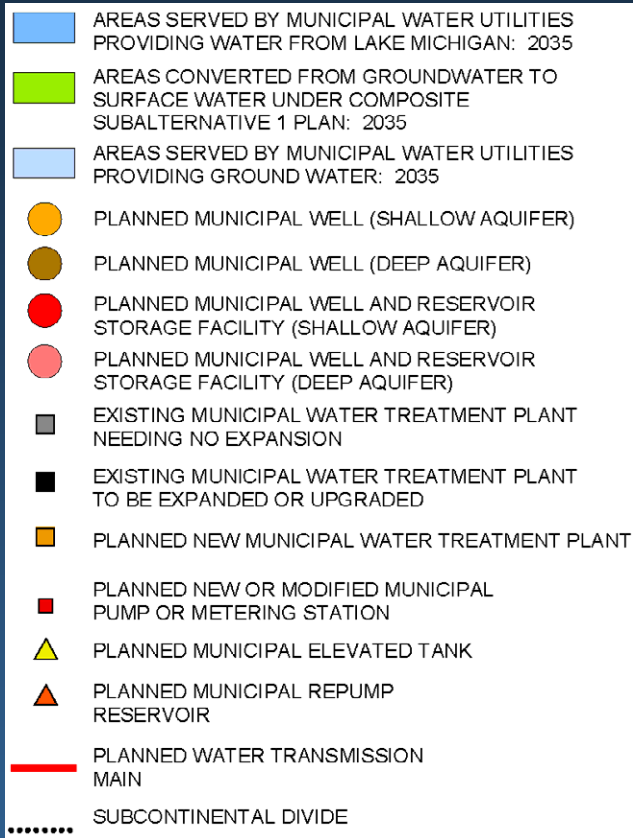 AREAS SERVED BY MUNICIPAL WATER UTILITIES
PROVIDING WATER FROM LAKE MICHIGAN: 2035
AREAS CONVERTED FROM GROUNDWATER TO
SURFACE WATER UNDER COMPOSITE
SUBALTERNATIVE 1 PLAN: 2035
AREAS SERVED BY MUNICIPAL WATER UTILITIES
PROVIDING GROUND WATER: 2035
PLANNED MUNICIPAL WELL (SHALLOW AQUIFER)
PLANNED MUNICIPAL WELL (DEEP AQUIFER)
PLANNED MUNICIPAL WELL AND RESERVOIR
STORAGE FACILITY (SHALLOW AQUIFER)
PLANNED MUNICIPAL WELL AND RESERVOIR
STORAGE FACILITY (DEEP AQUIFER)
EXISTING MUNICIPAL WATER TREATMENT PLANT
NEEDING NO EXPANSION
EXISTING MUNICIPAL WATER TREATMENT PLANT
TO BE EXPANDED OR UPGRADED
PLANNED NEW MUNICIPAL WATER TREATMENT PLANT
PLANNED NEW OR MODIFIED MUNICIPAL
PUMP OR METERING STATION
PLANNED MUNICIPAL ELEVATED TANK
PLANNED MUNICIPAL REPUMP
RESERVOIR
PLANNED WATER TRANSMISSION
MAIN
SUBCONTINENTAL DIVIDE